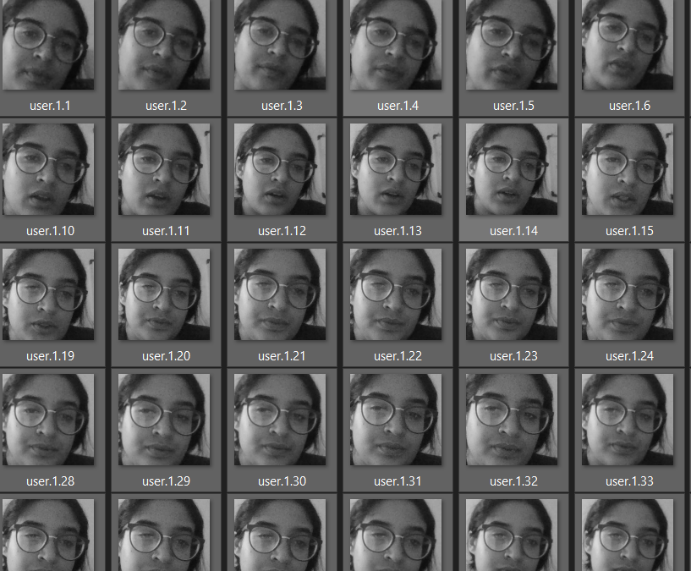 user.1.1 user.1.2 user.1.3 user.1.4 user.1.5 user.1.6
user.1.10 user.1.11 user.1.12 user.1.13 user.1.14 user.1.15
user.1.19 user.1.20 user.1.21 user.1.22 user.1.23 user.1.24
user.1.28 user.1.29 user.1.30 user.1.31 user.1.32 user.1.33